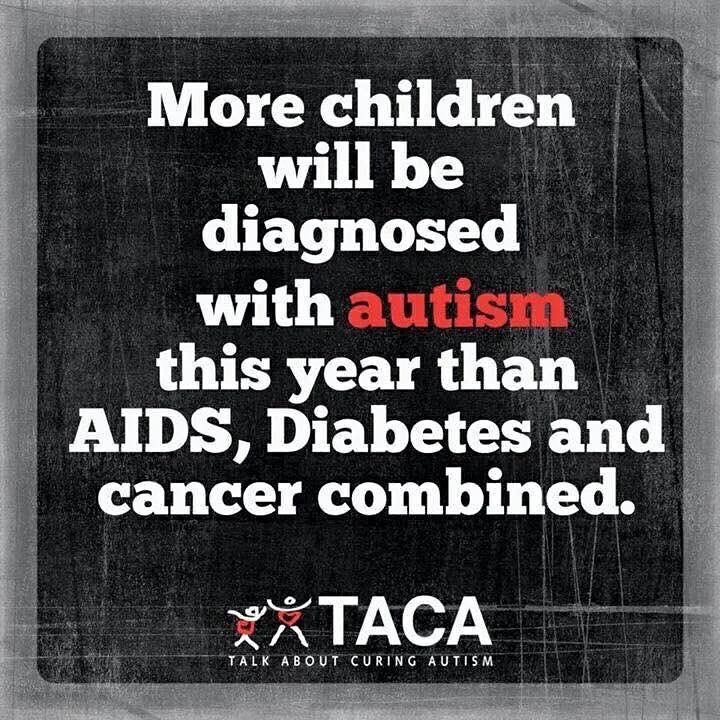 More children
will be
diagnosed
with autism
this year than
AIDS, Diabetes and
cancer combined.
TACA
TALK ABOUT CURING AUTISM